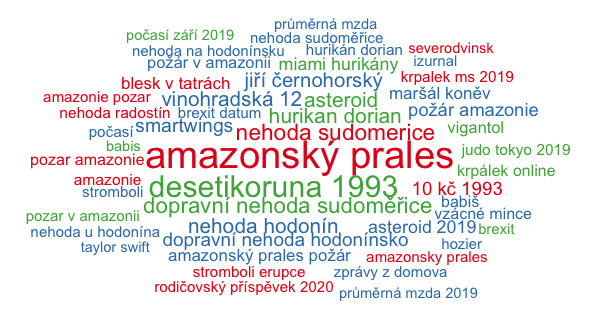 průměrná mzda
počasí září 2019 nehoda sudoměřice
nehoda na hodonínsku hurikán dorian severodvinsk
požár v amazonii miami hurikány izurnal
blesk v tatrách jiří černohorský krpalek ms 2019
amazonie pozar vinohradská 12 asteroid maršál koněv
nehoda radostín brexit datum hurikan dorian požár amazonie
počasí smartwings nehoda sudomerice vigantol
babis
pozar amazonie amazonský prales judo tokyo 2019
krpálek online
amazonie
stromboli desetikoruna 1993 10 kč 1993
dopravní nehoda sudoměřice babiš
pozar v amazonii vzácné mince
nehoda u hodonína nehoda hodonín asteroid 2019 brexit
taylor swift dopravní nehoda hodonínsko hozier
amazonský prales požár amazonsky prales
stromboli erupce zprávy z domova
rodičovský příspěvek 2020 průměrná mzda 2019